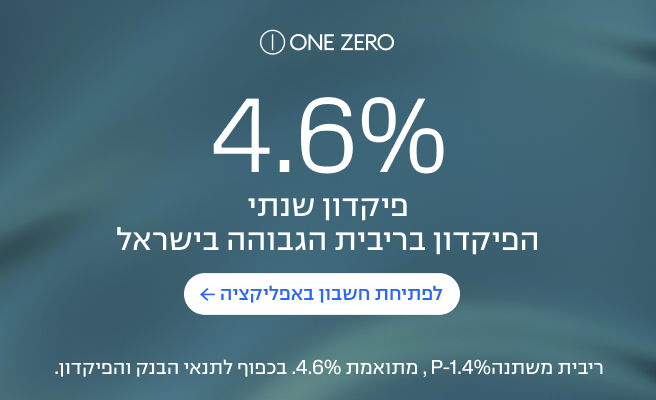 ONE ZERO
4.6%
פיקדון שנתי
הפיקדון בריבית הגבוהה בישראל
לפתיחת חשבון באפליקציה ←
ריבית משתנה P-1.4%, מתואמת 4.6%. בכפוף לתנאי הבנק והפיקדון.